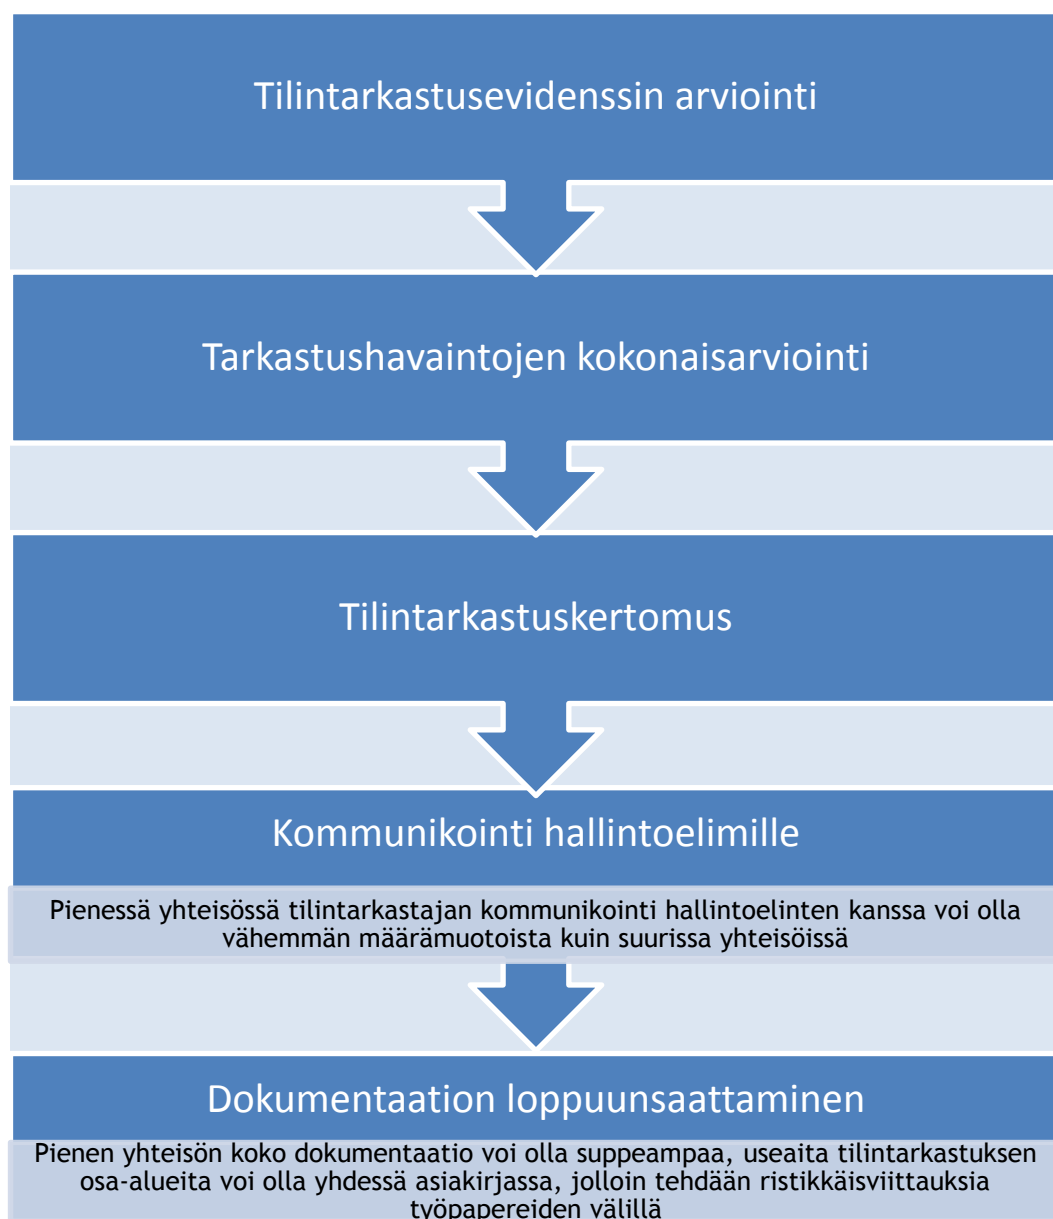 Tilintarkastusevidenssin arviointi
Tarkastushavaintojen kokonaisarviointi
Tilintarkastuskertomus
Kommunikointi hallintoelimille
Pienessä yhteisössä tilintarkastajan kommunikointi hallintoelinten kanssa voi olla
vähemmän määrämuotoista kuin suurissa yhteisöissä
Dokumentaation loppuunsaattaminen
Pienen yhteisön koko dokumentaatio voi olla suppeampaa, useaita tilintarkastuksen
osa-alueita voi olla yhdessä asiakirjassa, jolloin tehdään ristikkäisviittauksia
työpapereiden välillä